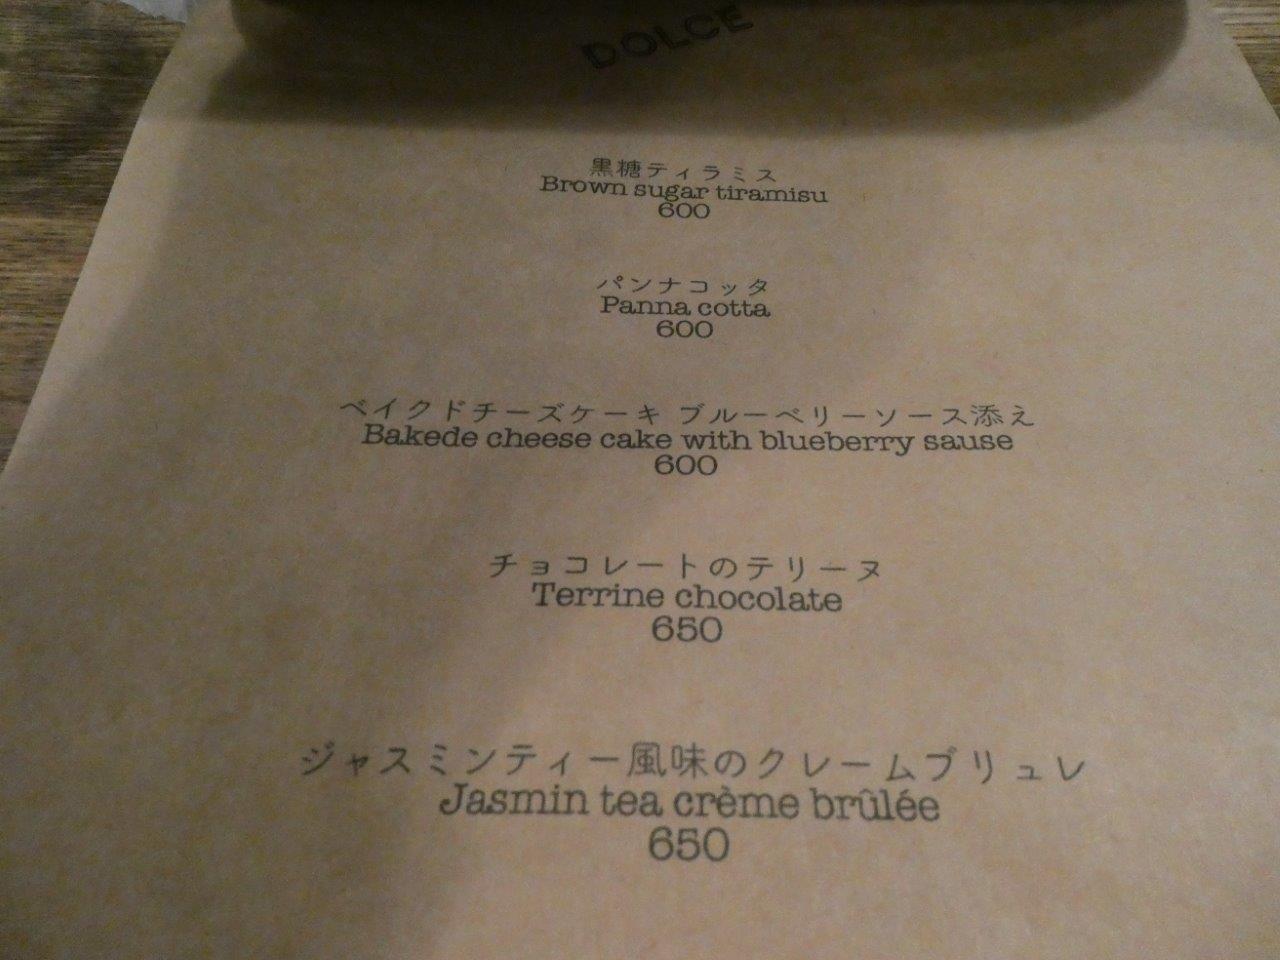 DOLCE
黒糖ティラミス
Brown sugar tiramisu
600
パンナコッタ
Panna cotta
600
ベイクドチーズケーキ ブルーベリーソース添え
Bakede cheese cake with blueberry sause
600
チョコレートのテリーヌ
Terrine chocolate
650
ジャスミンティー風味のクレームブリュレ
Jasmin tea crème brûlée
650